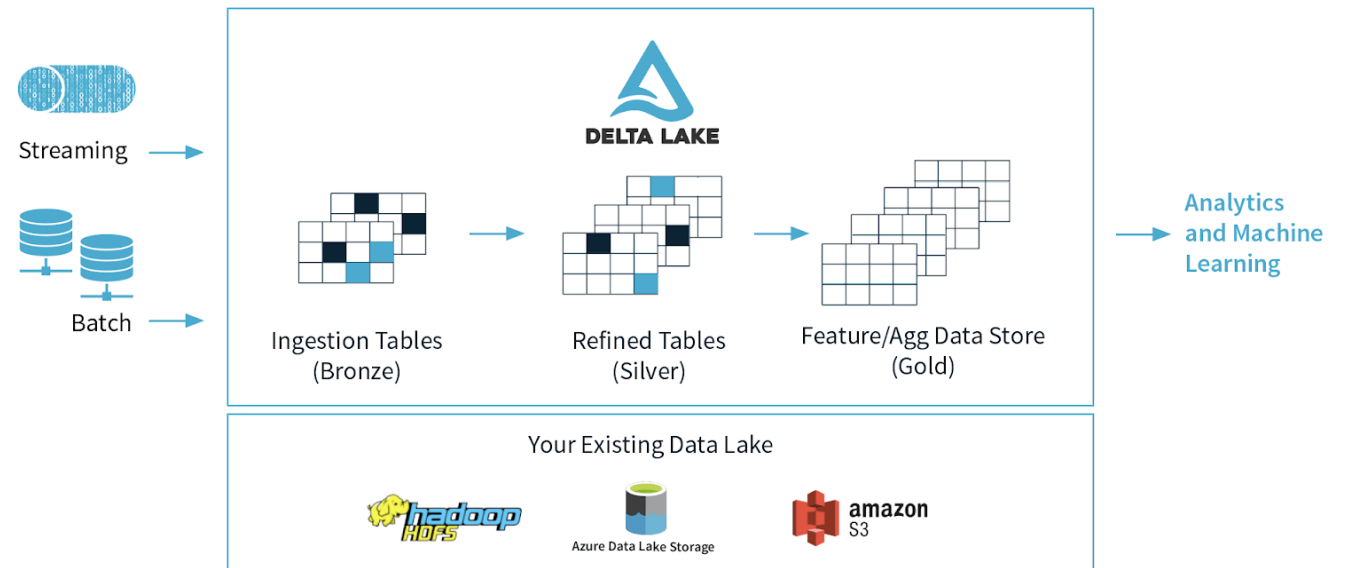 DELTA LAKE
Streaming
Batch
Ingestion Tables
(Bronze)
Refined Tables
(Silver)
Feature/Agg Data Store
(Gold)
Analytics
and Machine
Learning
Your Existing Data Lake
hadoop
HDFS
Azure Data Lake Storage
amazon
S3